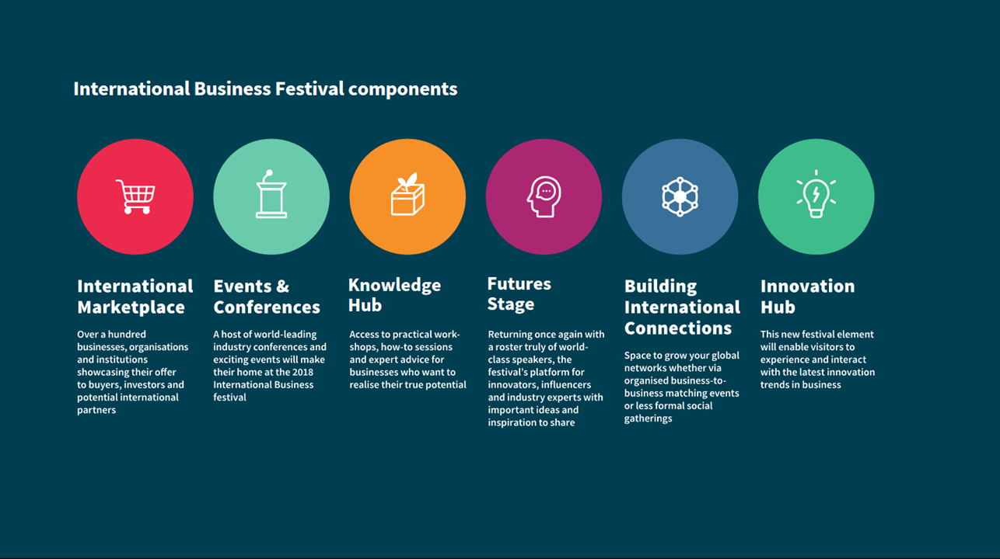 International Business Festival components
International
Marketplace
Over a hundred
businesses, organisations
and institutions
showcasing their offer
to buyers, investors and
potential international
partners
Events &
Conferences
A host of world-leading
industry conferences and
exciting events will make
their home at the 2018
International Business
festival
Knowledge
Hub
Access to practical work-
shops, how-to sessions
and expert advice for
businesses who want to
realise their true potential
Futures
Stage
Returning once again with
a roster truly of world-
class speakers, the
festival's platform for
innovators, influencers
and industry experts with
important ideas and
inspiration to share
Building
International
Connections
Space to grow your global
networks whether via
organised business-to-
business matching events
or less formal social
gatherings
Innovation
Hub
This new festival element
will enable visitors to
experience and interact
with the latest innovation
trends in business